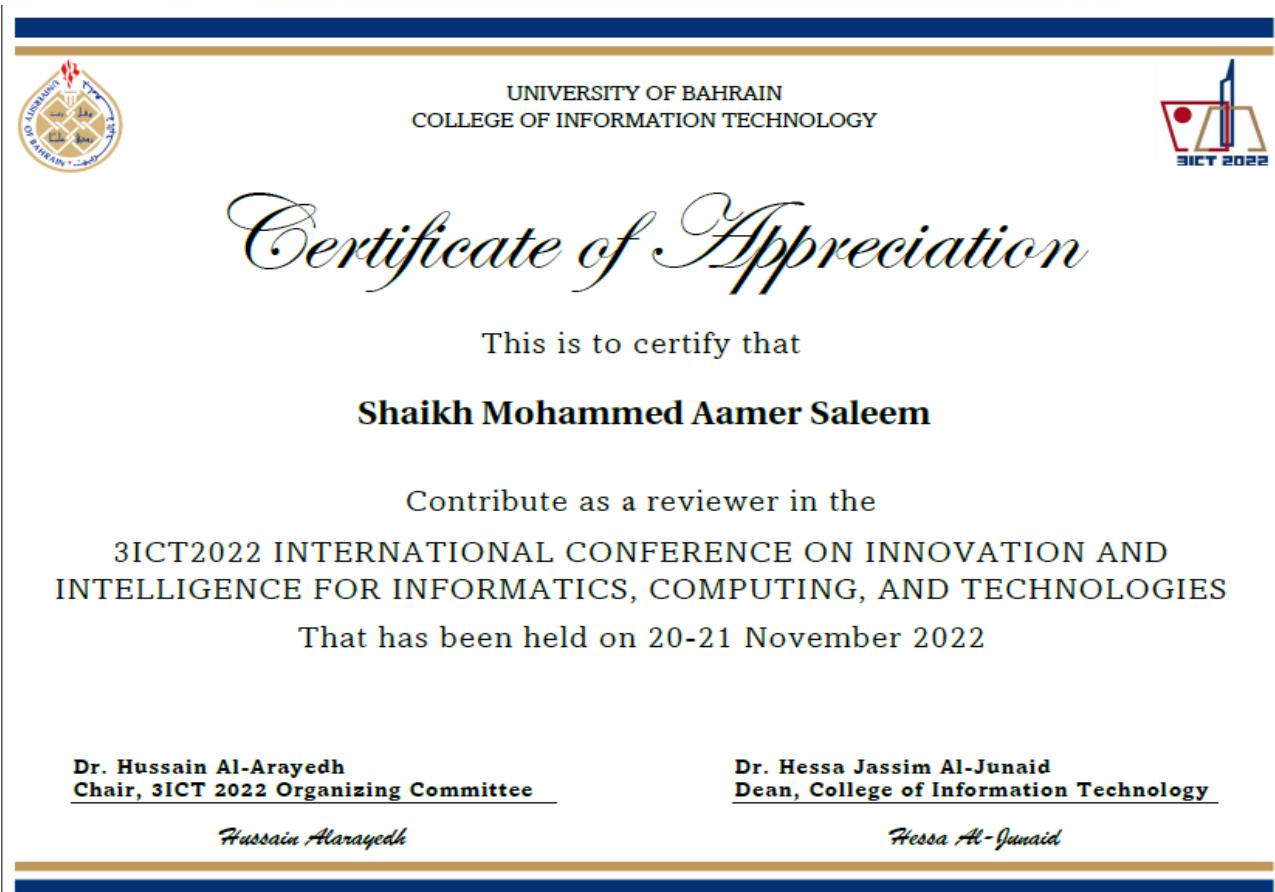 UNIVERSITY OF BAHRAIN
COLLEGE OF INFORMATION TECHNOLOGY
UNIVERSITY OF BAHRAIN
3ICT 2022
Certificate of Appreciation
This is to certify that
Shaikh Mohammed Aamer Saleem
Contribute as a reviewer in the
3ICT2022 INTERNATIONAL CONFERENCE ON INNOVATION AND
INTELLIGENCE FOR INFORMATICS, COMPUTING, AND TECHNOLOGIES
That has been held on 20-21 November 2022
Dr. Hussain Al-Arayedh
Chair, 3ICT 2022 Organizing Committee
Hussain Alarayedh
Dr. Hessa Jassim Al-Junaid
Dean, College of Information Technology
Hessa Al-Junaid